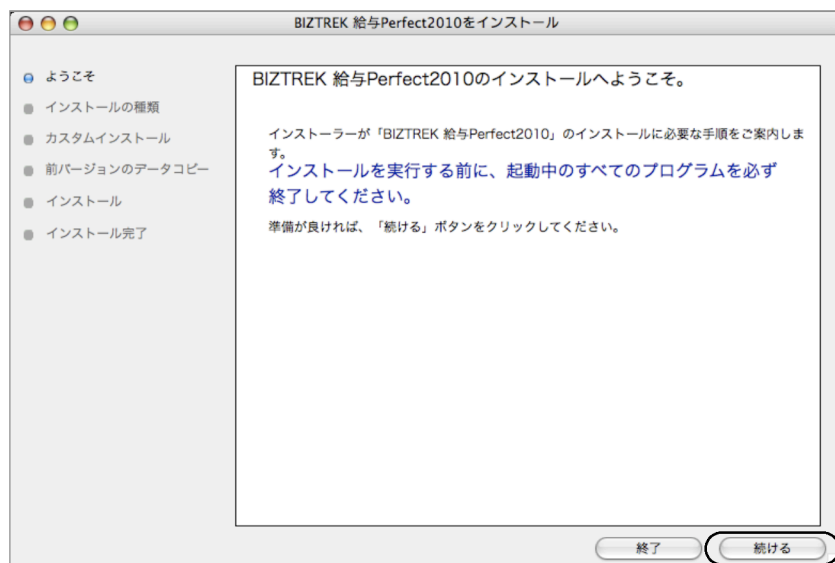 BIZTREK 給与Perfect2010をインストール
ようこそ
インストールの種類
カスタムインストール
前バージョンのデータコピー
インストール
インストール完了
BIZTREK 給与Perfect2010のインストールへようこそ。
インストーラーが「BIZTREK 給与Perfect2010」のインストールに必要な手順をご案内しま
す。
インストールを実行する前に、起動中のすべてのプログラムを必ず
終了してください。
準備が良ければ、「続ける」ボタンをクリックしてください。
終了
続ける